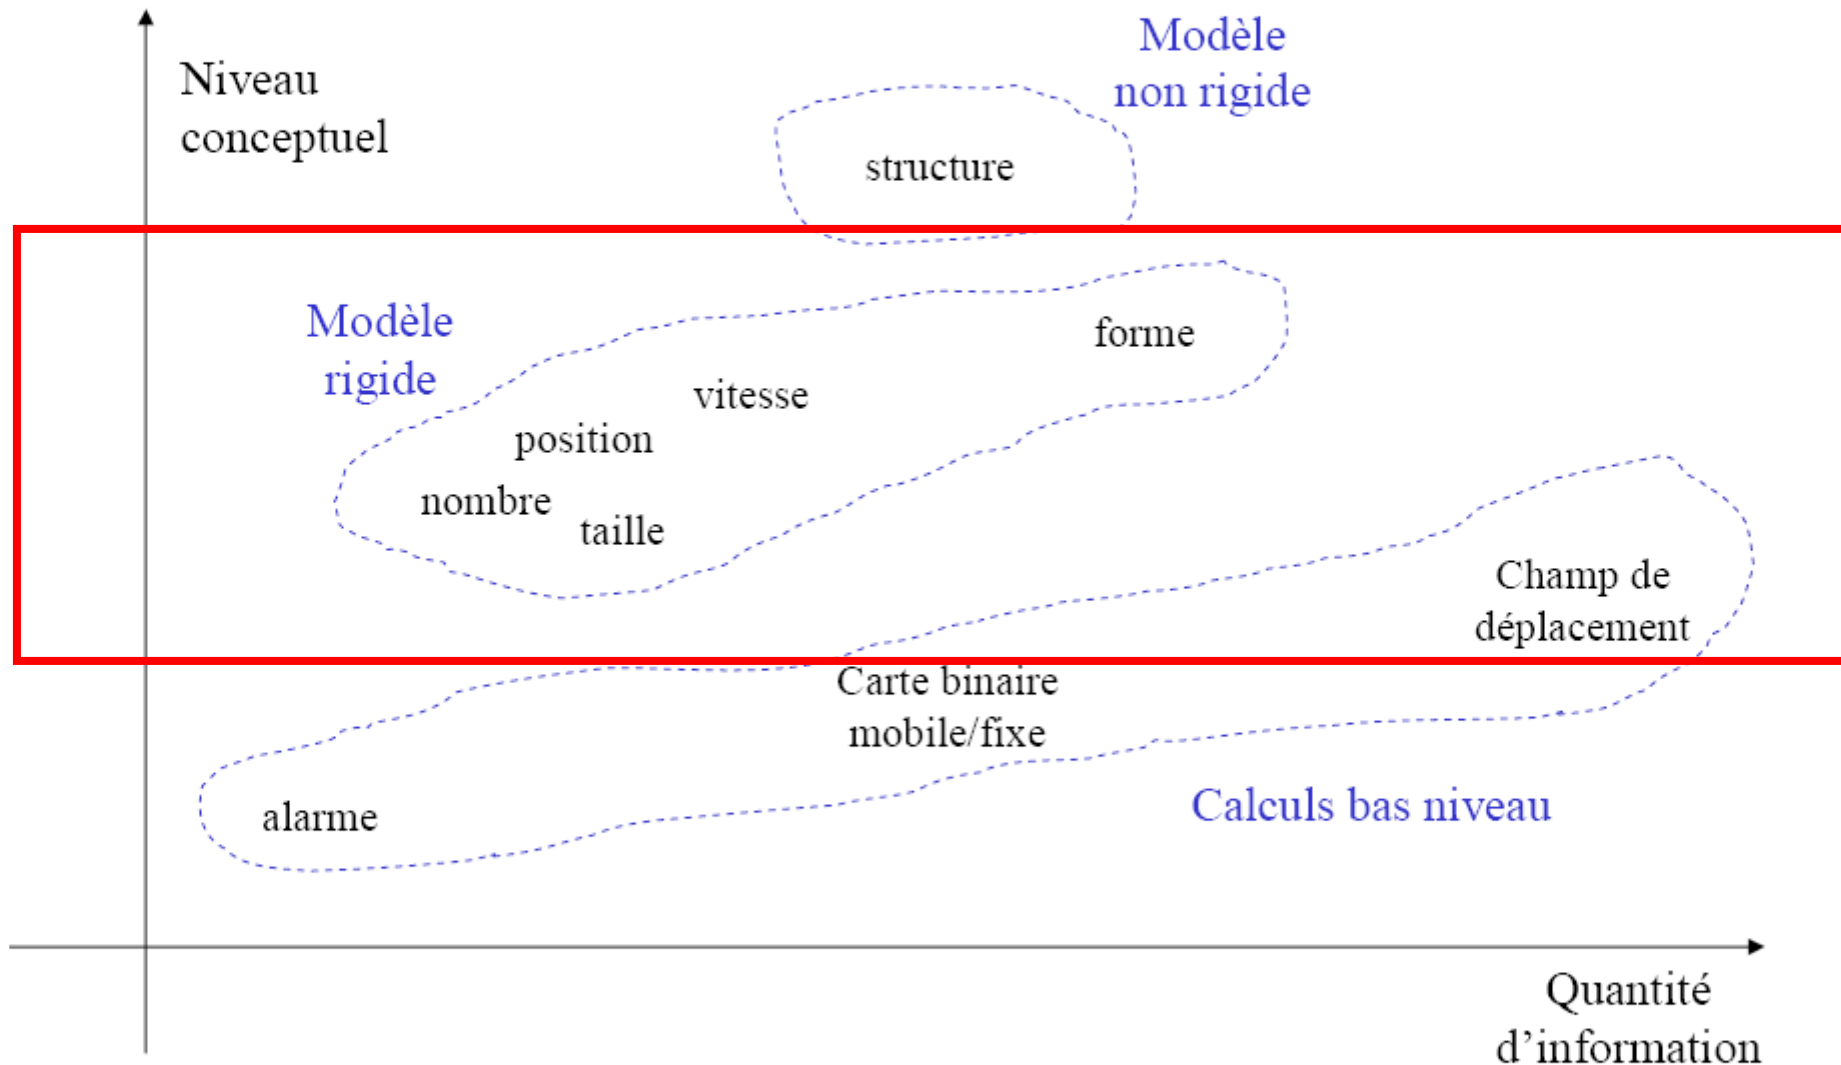 Niveau
conceptuel
Modèle
non rigide
structure
Modèle
rigide
forme
vitesse
position
nombre
taille
Champ de
déplacement
Carte binaire
mobile/fixe
alarme
Calculs bas niveau
Quantité
d’information